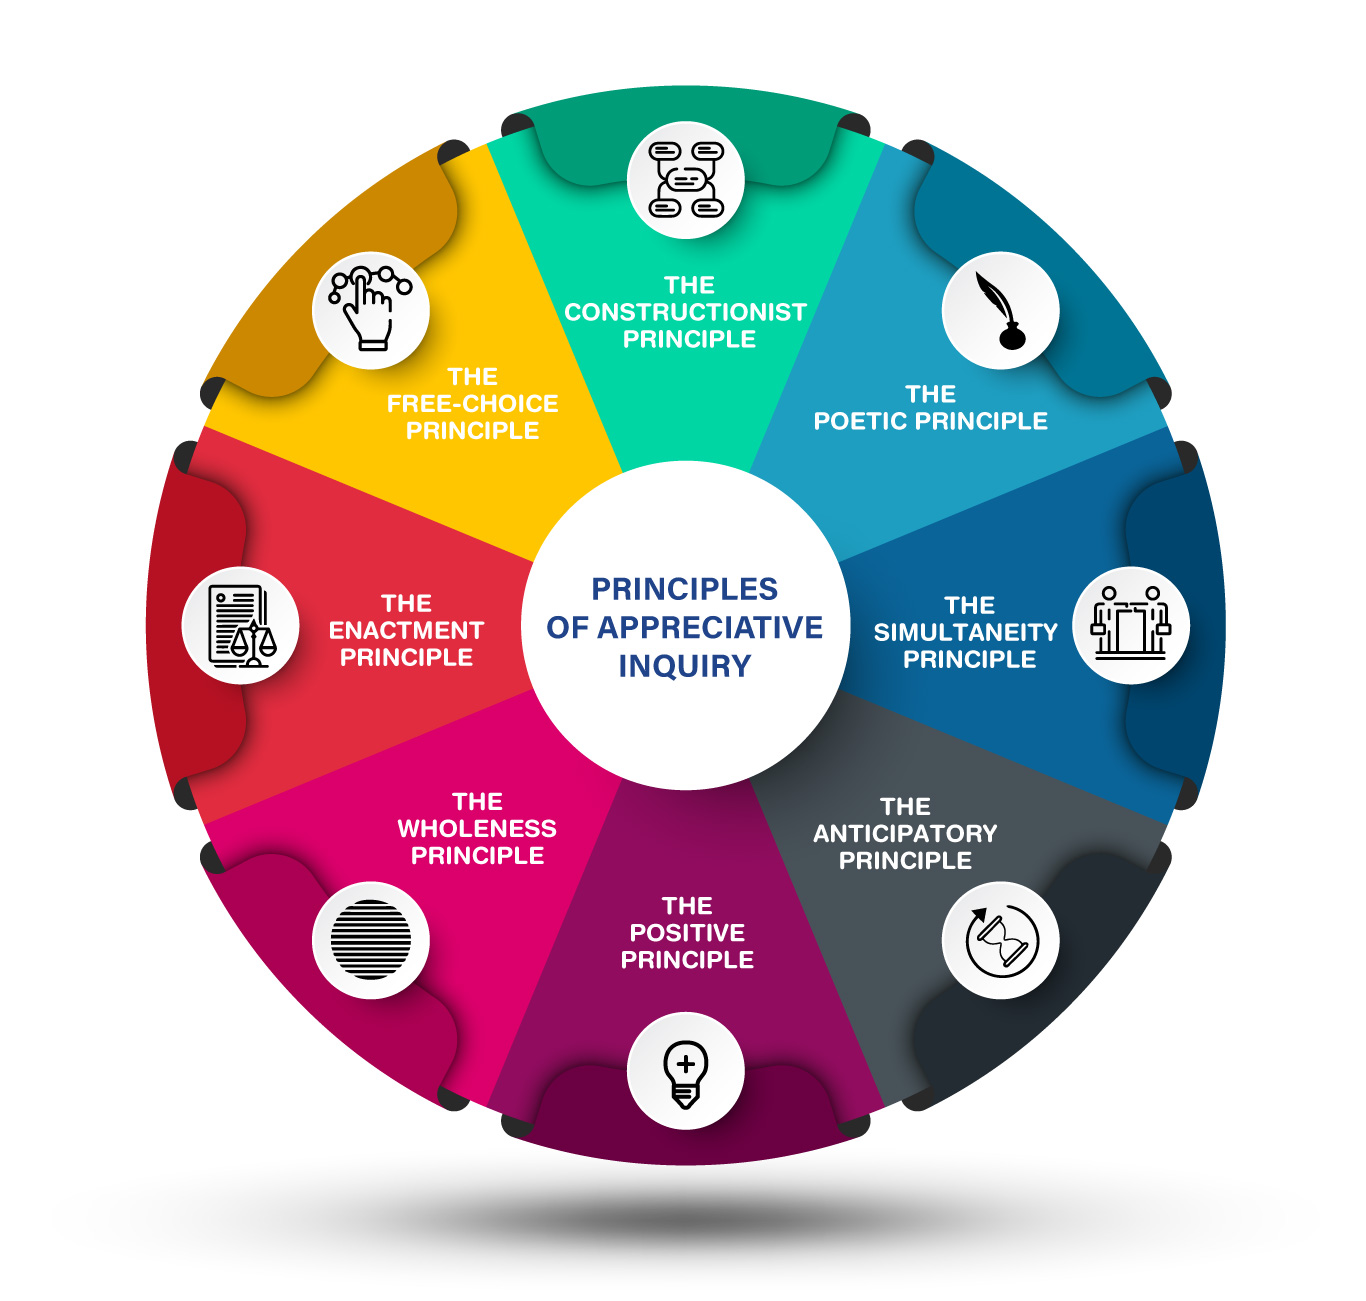 THE
CONSTRUCTIONIST
PRINCIPLE
THE
POETIC PRINCIPLE
THE
SIMULTANEITY
PRINCIPLE
THE
ANTICIPATORY
PRINCIPLE
THE
POSITIVE
PRINCIPLE
THE
WHOLENESS
PRINCIPLE
THE
ENACTMENT
PRINCIPLE
THE
FREE-CHOICE
PRINCIPLE
PRINCIPLES
OF APPRECIATIVE
INQUIRY